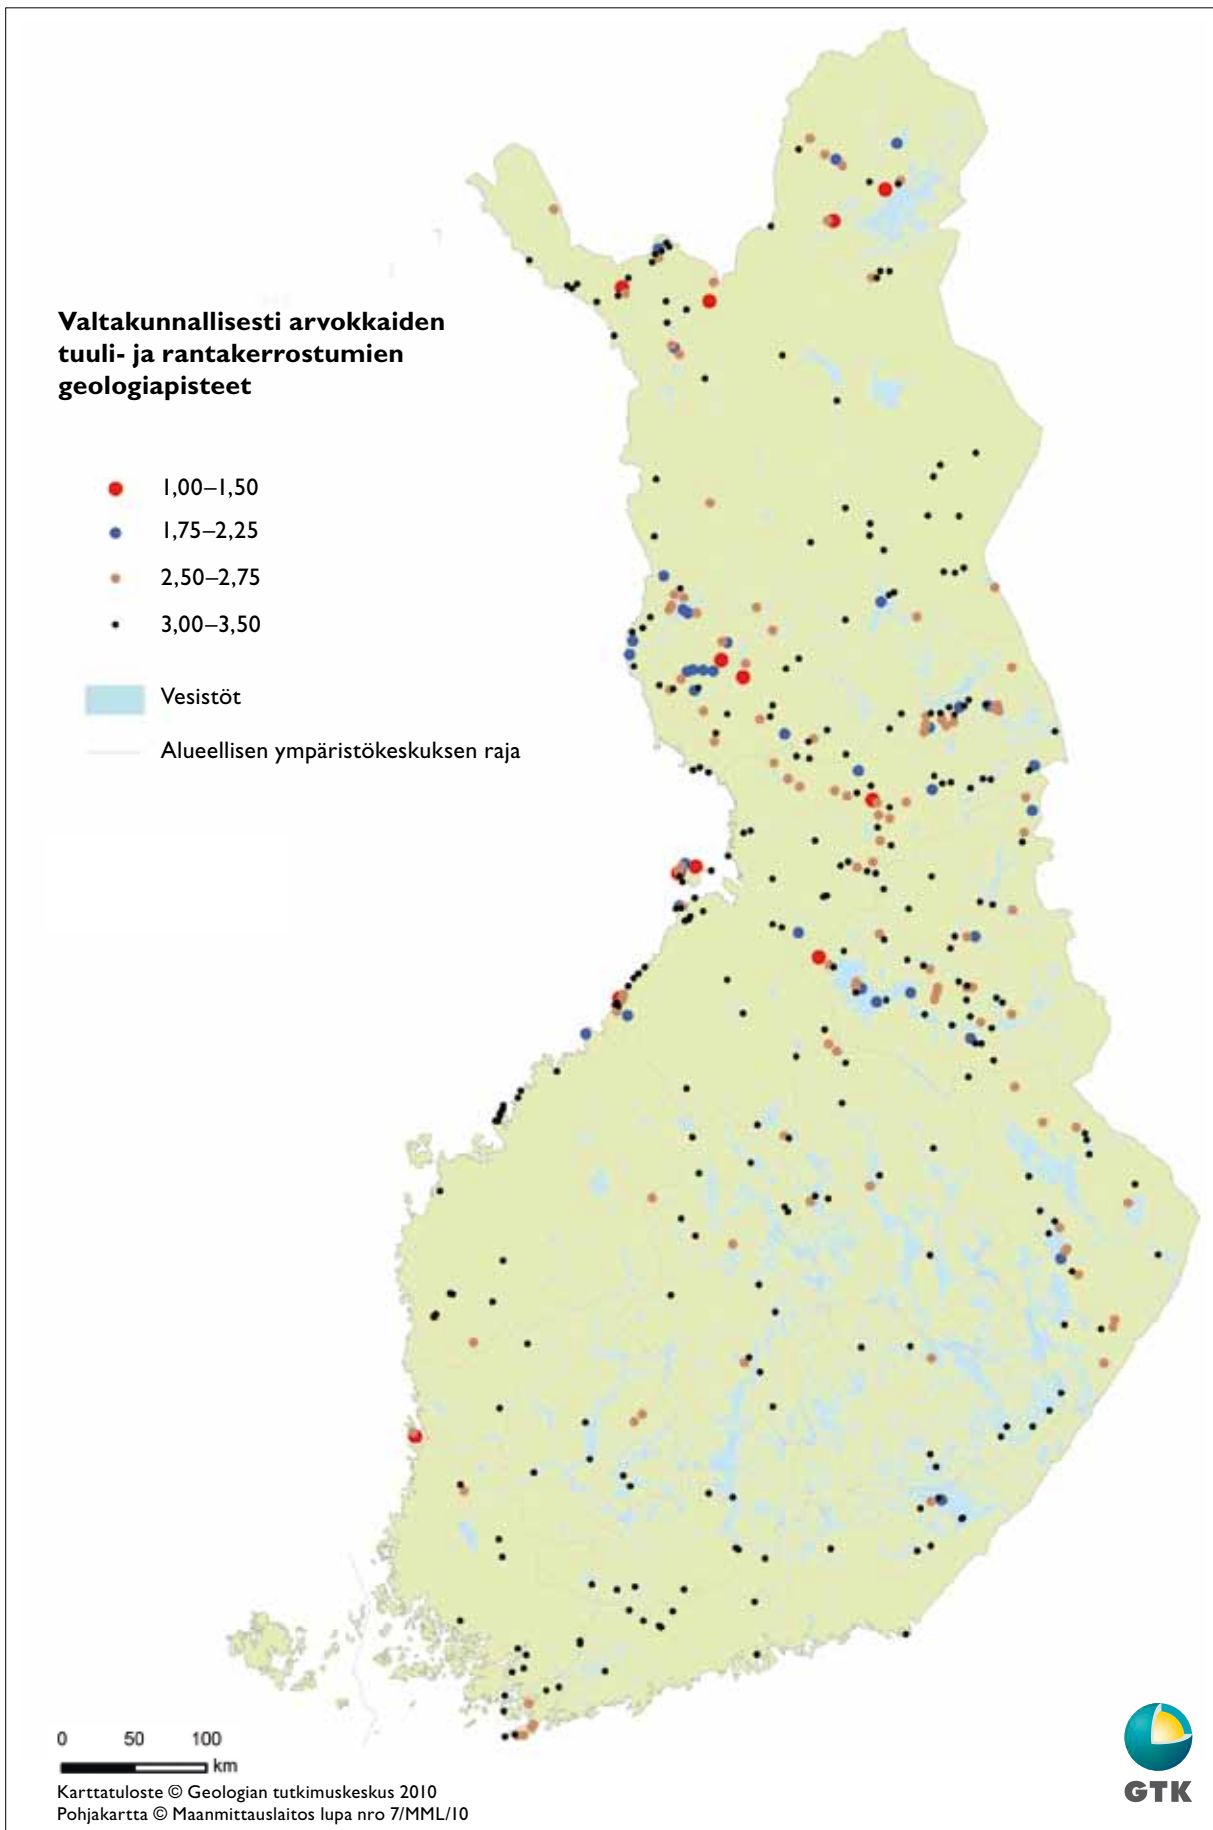 Valtakunnallisesti arvokkaiden
tuuli- ja rantakerrostumien
geologiapisteet
1,00–1,50
1,75–2,25
2,50–2,75
3,00–3,50
Vesistöt
Alueellisen ympäristökeskuksen raja
0 50 100
km
Karttatuloste © Geologian tutkimuskeskus 2010
Pohjakartta © Maanmittauslaitos lupa nro 7/MML/10
GTK